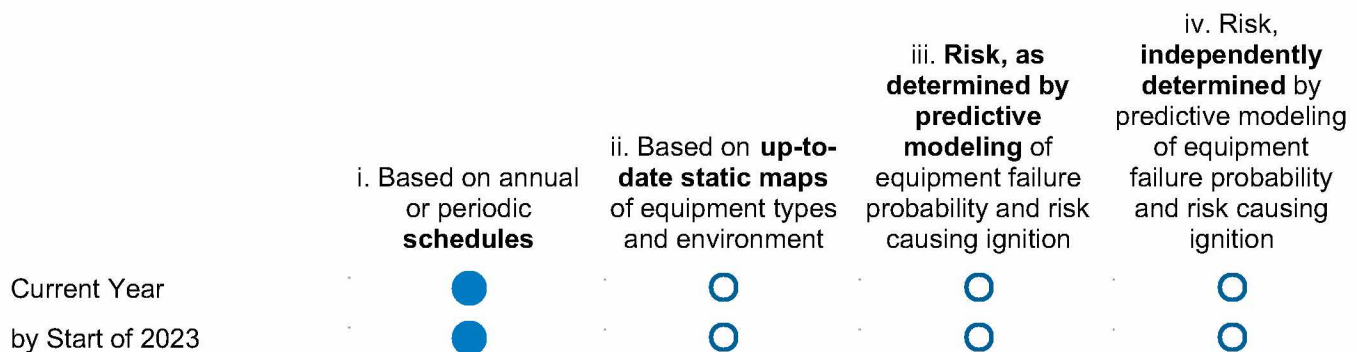 i. Based on annual
or periodic
schedules
ii. Based on up-to-
date static maps
of equipment types
and environment
iii. Risk, as
determined by
predictive
modeling of
equipment failure
probability and risk
causing ignition
iv. Risk,
independently
determined by
predictive modeling
of equipment
failure probability
and risk causing
ignition
Current Year
by Start of 2023